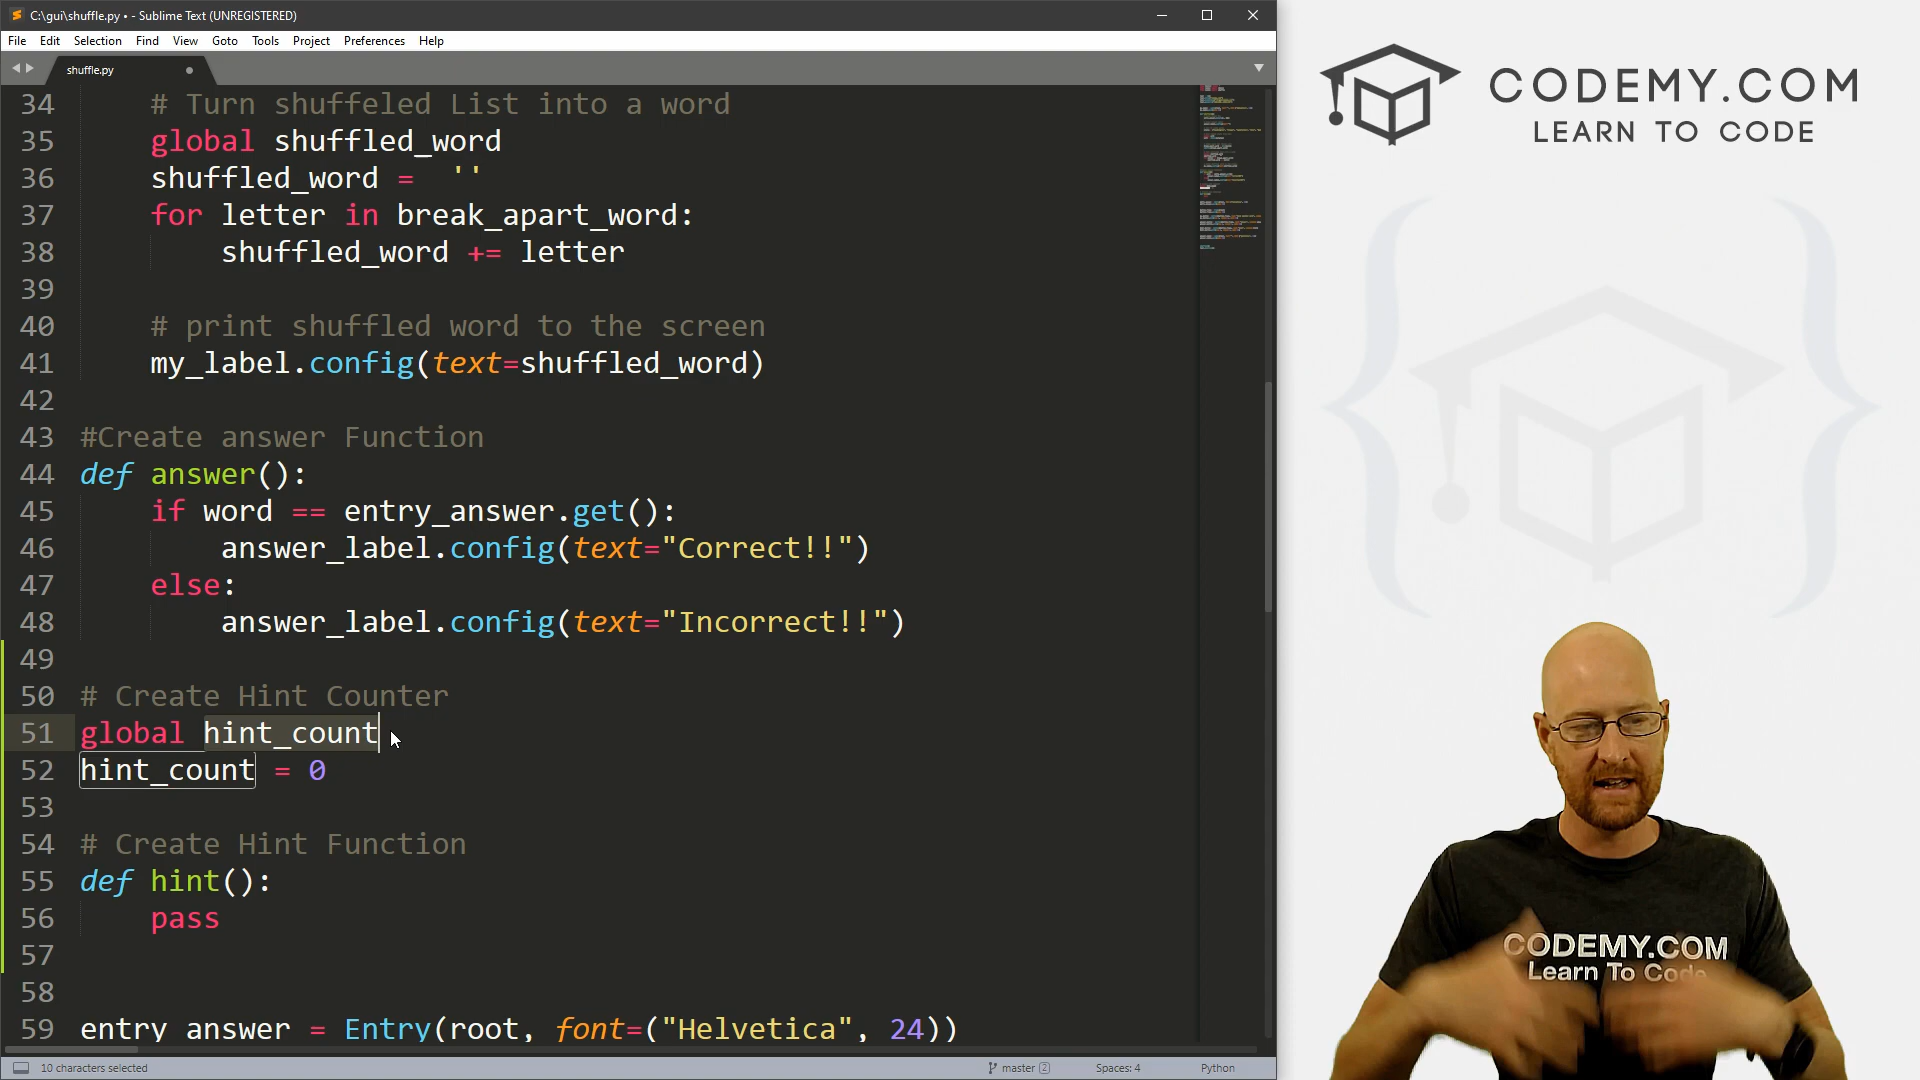 C:\gui\shuffle.py • - Sublime Text (UNREGISTERED)
File Edit Selection Find View Goto Tools Project Preferences Help
shuffle.py
34 # Turn shuffeled List into a word
35 global shuffled_word
36 shuffled_word = ''
37 for letter in break_apart_word:
38 shuffled_word += letter
39
40 # print shuffled word to the screen
41 my_label.config(text=shuffled_word)
42
43 #Create answer Function
44 def answer():
45 if word == entry_answer.get():
46 answer_label.config(text="Correct!!")
47 else:
48 answer_label.config(text="Incorrect!!")
49
50 # Create Hint Counter
51 global hint_count
52 hint_count = 0
53
54 # Create Hint Function
55 def hint():
56 pass
57
58
59 entry_answer = Entry(root, font=("Helvetica", 24))
10 characters selected
master 2
Spaces: 4
Python
CODEMY.COM
LEARN TO CODE
CODEMY.COM
Learn To Code